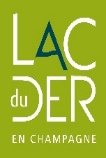 LAC
du DER
EN CHAMPAGNE